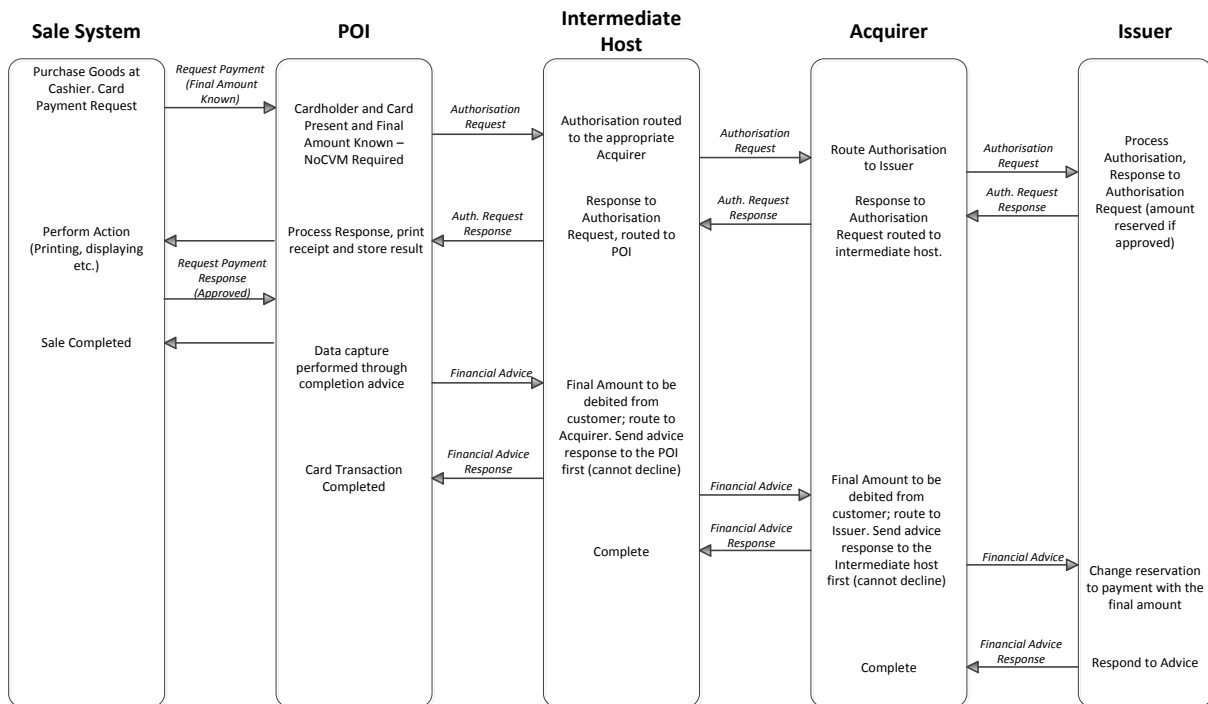 Sale System
POI
Intermediate
Host
Acquirer
Issuer
Purchase Goods at
Cashier. Card
Payment Request
Request Payment
(Final Amount
Known)
Cardholder and Card
Present and Final
Amount Known –
NoCVM Required
Authorisation
Request
Authorisation routed
to the appropriate
Acquirer
Authorisation
Request
Route Authorisation
to Issuer
Authorisation
Request
Process
Authorisation,
Response to
Authorisation
Request (amount
reserved if
approved)
Auth. Request
Response
Response to
Authorisation
Request routed to
intermediate host.
Auth. Request
Response
Response to
Authorisation
Request, routed to
POI
Auth. Request
Response
Process Response, print
receipt and store result
Perform Action
(Printing, displaying
etc.)
Request Payment
Response
(Approved)
Sale Completed
Data capture
performed through
completion advice
Financial Advice
Final Amount to be
debited from
customer; route to
Acquirer. Send advice
response to the POI
first (cannot decline)
Financial Advice
Response
Card Transaction
Completed
Financial Advice
Final Amount to be
debited from
customer; route to
Issuer. Send advice
response to the
Intermediate host
first (cannot decline)
Financial Advice
Response
Complete
Financial Advice
Change reservation
to payment with the
final amount
Financial Advice
Response
Respond to Advice
Complete